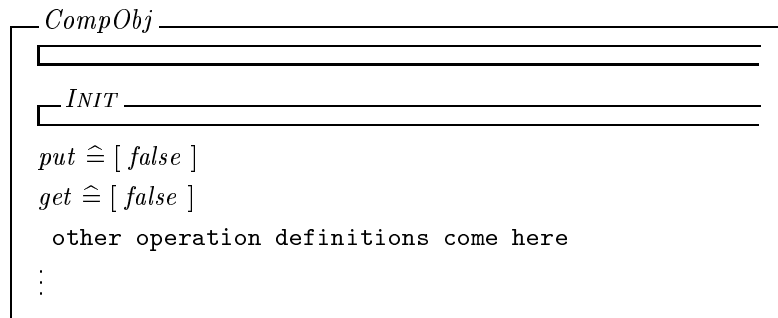 CompObj
INIT
put ≙ [ false ]
get ≙ [ false ]
other operation definitions come here
⋮